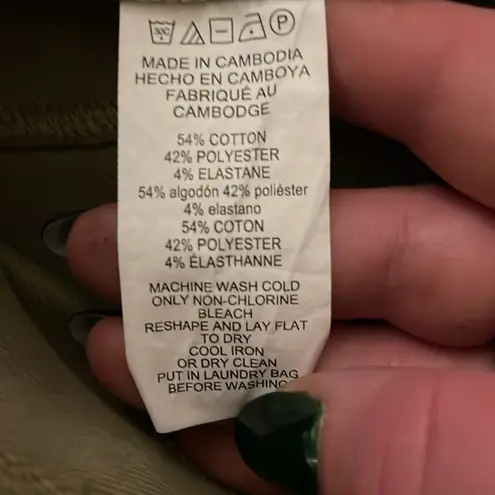 30C P
MADE IN CAMBODIA
HECHO EN CAMBOYA
FABRIQUÉ AU
CAMBODGE
54% COTTON
42% POLYESTER
4% ELASTANE
54% algodón 42% poliéster
4% elastano
54% COTON
42% POLYESTER
4% ÉLASTHANNE
MACHINE WASH COLD
ONLY NON-CHLORINE
BLEACH
RESHAPE AND LAY FLAT
TO DRY
COOL IRON
OR DRY CLEAN
PUT IN LAUNDRY BAG
BEFORE WASHING